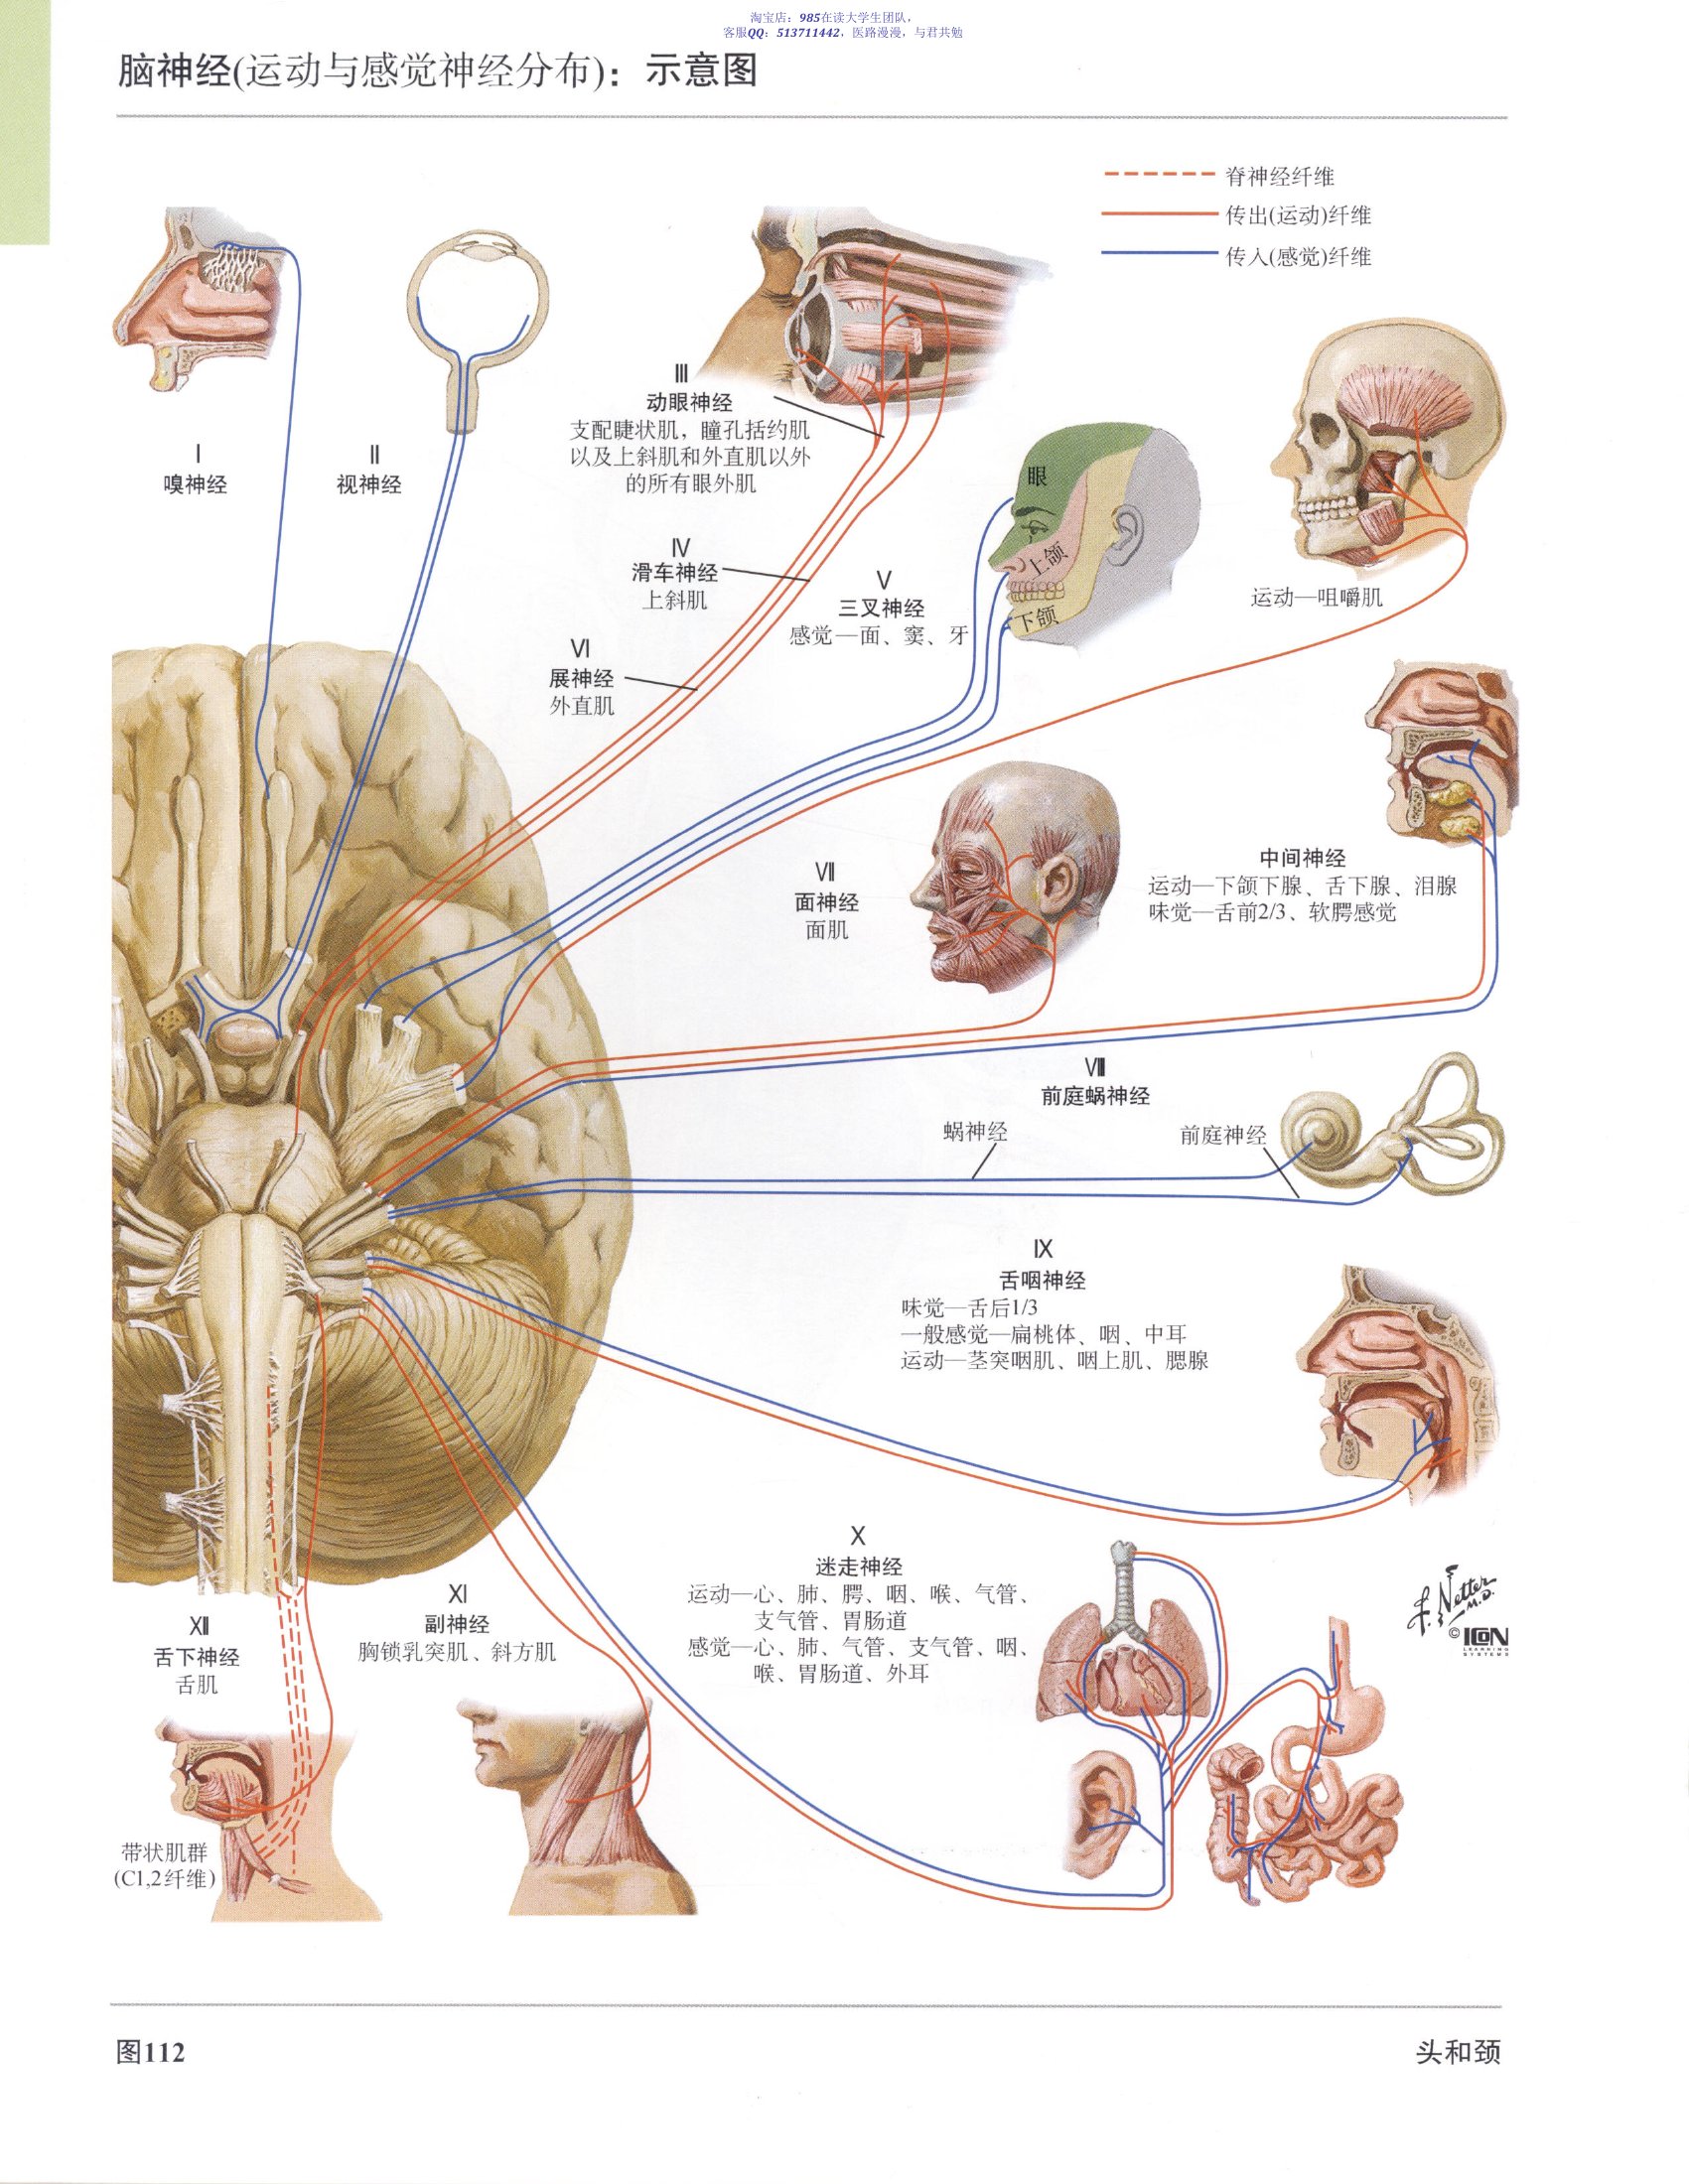 淘宝店：985在读大学生团队，
客服QQ：513711442，医路漫漫，与君共勉
脑神经(运动与感觉神经分布)：示意图
脊神经纤维
传出(运动)纤维
传入(感觉)纤维
Ⅰ
嗅神经
Ⅱ
视神经
Ⅲ
动眼神经
支配睫状肌，瞳孔括约肌
以及上斜肌和外直肌以外
的所有眼外肌
Ⅳ
滑车神经
上斜肌
Ⅵ
展神经
外直肌
Ⅴ
三叉神经
感觉—面、窦、牙
眼
上颌
下颌
运动—咀嚼肌
Ⅶ
面神经
面肌
中间神经
运动—下颌下腺、舌下腺、泪腺
味觉—舌前2/3、软腭感觉
Ⅷ
前庭蜗神经
蜗神经
前庭神经
Ⅸ
舌咽神经
味觉—舌后1/3
一般感觉—扁桃体、咽、中耳
运动—茎突咽肌、咽上肌、腮腺
Ⅹ
迷走神经
运动—心、肺、腭、咽、喉、气管、
支气管、胃肠道
感觉—心、肺、气管、支气管、咽、
喉、胃肠道、外耳
Ⅺ
副神经
胸锁乳突肌、斜方肌
Ⅻ
舌下神经
舌肌
带状肌群
(C1,2纤维)
F. Netter
M.D.
© ICON
LEARNING
SYSTEMS
图112
头和颈